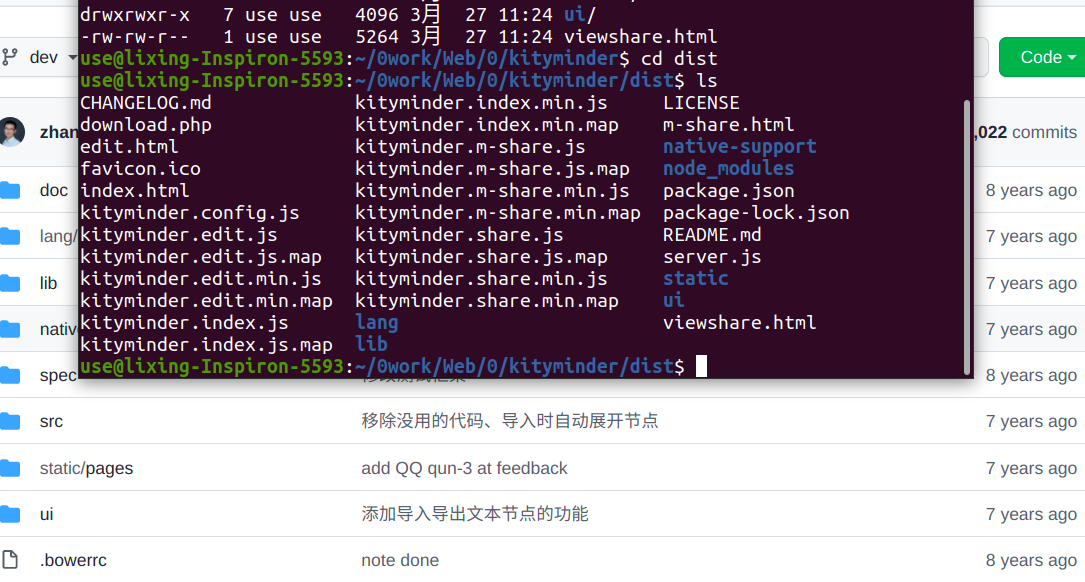 drwxrwxr-x   7 use use   4096 3月  27 11:24 ui/
-rw-rw-r--   1 use use   5264 3月  27 11:24 viewshare.html
use@lixing-Inspiron-5593:~/0work/Web/0/kityminder$ cd dist
dev
Code
use@lixing-Inspiron-5593:~/0work/Web/0/kityminder/dist$ ls
CHANGELOG.md kityminder.index.min.js LICENSE
download.php kityminder.index.min.map m-share.html
zhan
,022 commits
edit.html kityminder.m-share.js native-support
favicon.ico kityminder.m-share.js.map node_modules
index.html kityminder.m-share.min.js package.json
doc 8 years ago
kityminder.config.js kityminder.m-share.min.map package-lock.json
kityminder.edit.js kityminder.share.js README.md
lang/ 7 years ago
kityminder.edit.js.map kityminder.share.js.map server.js
kityminder.edit.min.js kityminder.share.min.js static
lib 7 years ago
kityminder.edit.min.map kityminder.share.min.map ui
kityminder.index.js lang viewshare.html
nativ 7 years ago
kityminder.index.js.map lib
use@lixing-Inspiron-5593:~/0work/Web/0/kityminder/dist$
spec 8 years ago
src 移除没用的代码、导入时自动展开节点 7 years ago
static/pages add QQ qun-3 at feedback 7 years ago
ui 添加导入导出文本节点的功能 7 years ago
.bowerrc note done 8 years ago